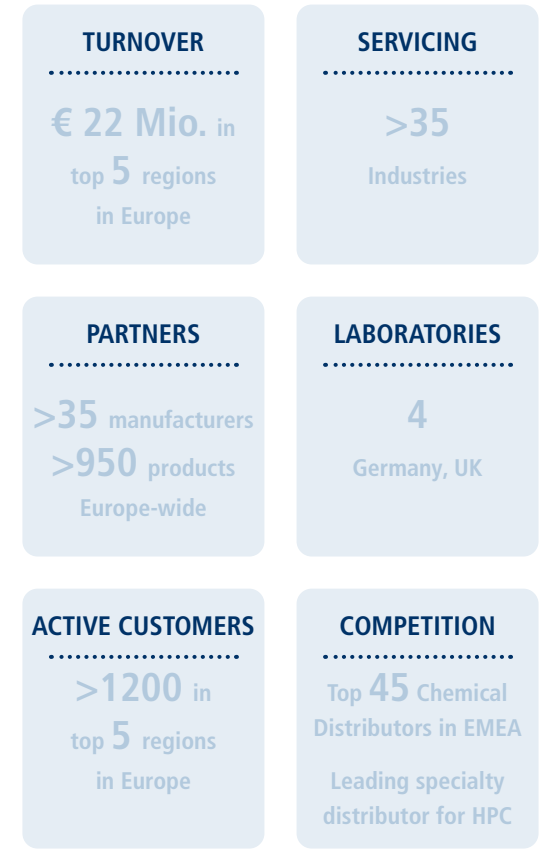 TURNOVER
€ 22 Mio. in
top 5 regions
in Europe
SERVICING
>35
Industries
PARTNERS
>35 manufacturers
>950 products
Europe-wide
LABORATORIES
4
Germany, UK
ACTIVE CUSTOMERS
>1200 in
top 5 regions
in Europe
COMPETITION
Top 45 Chemical
Distributors in EMEA
Leading specialty
distributor for HPC